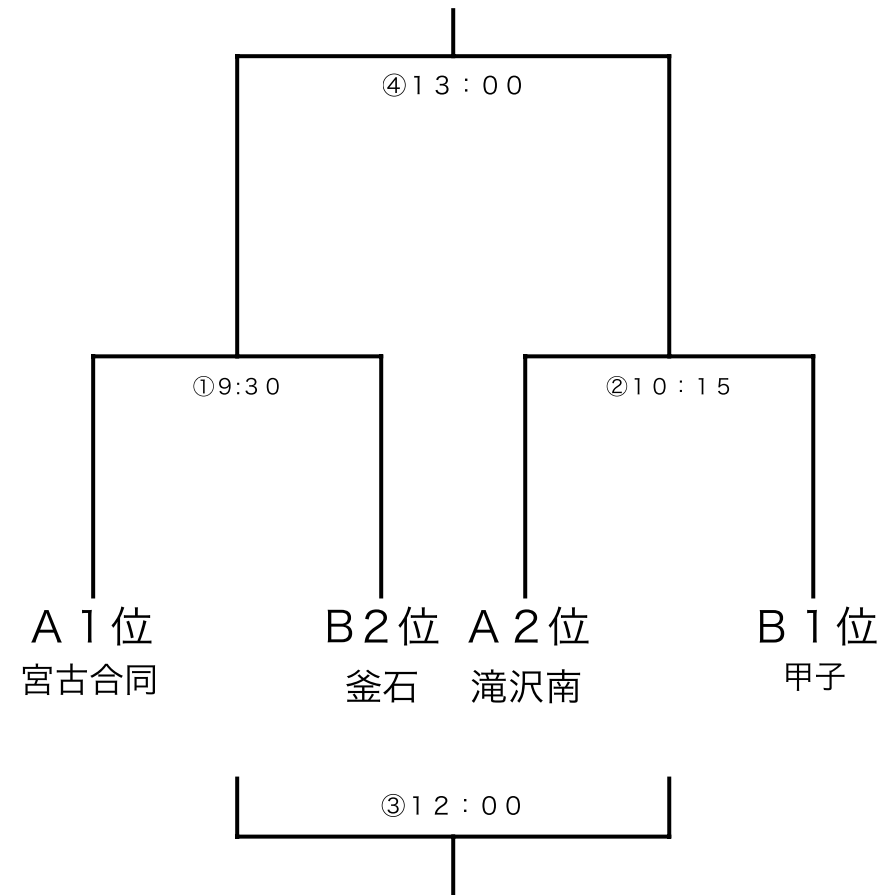 ④１３：００
①9:３０
②１０：１５
Ａ１位
Ｂ２位
Ａ２位
Ｂ１位
宮古合同
釜石
滝沢南
甲子
③１２：００